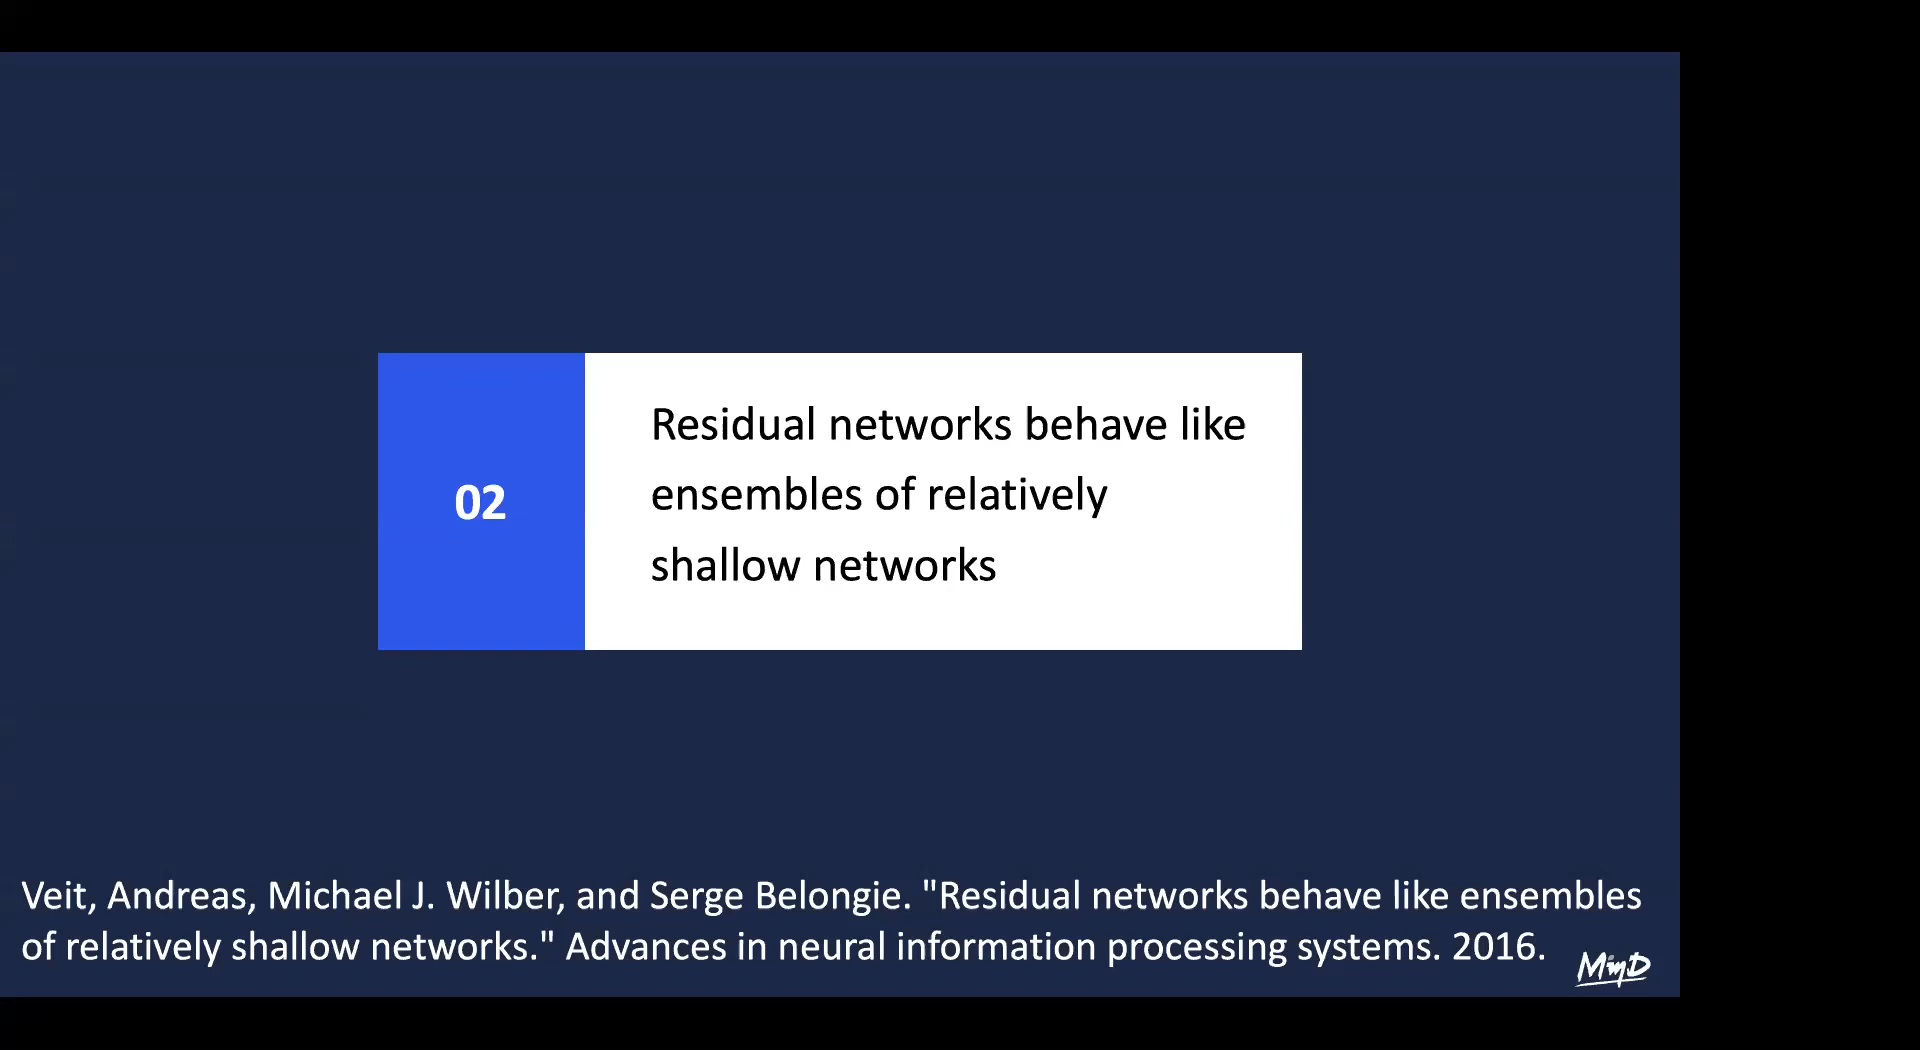 02
Residual networks behave like
ensembles of relatively
shallow networks
Veit, Andreas, Michael J. Wilber, and Serge Belongie. "Residual networks behave like ensembles
of relatively shallow networks." Advances in neural information processing systems. 2016.
MinD